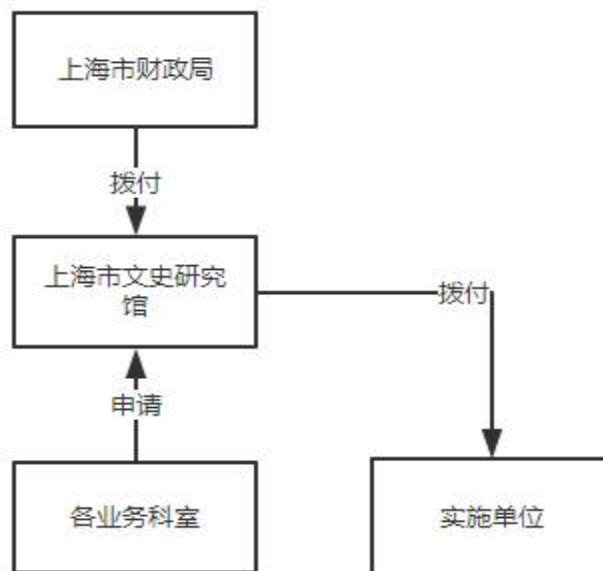 上海市财政局
拨付
上海市文史研究
馆
拨付
申请
各业务科室
实施单位